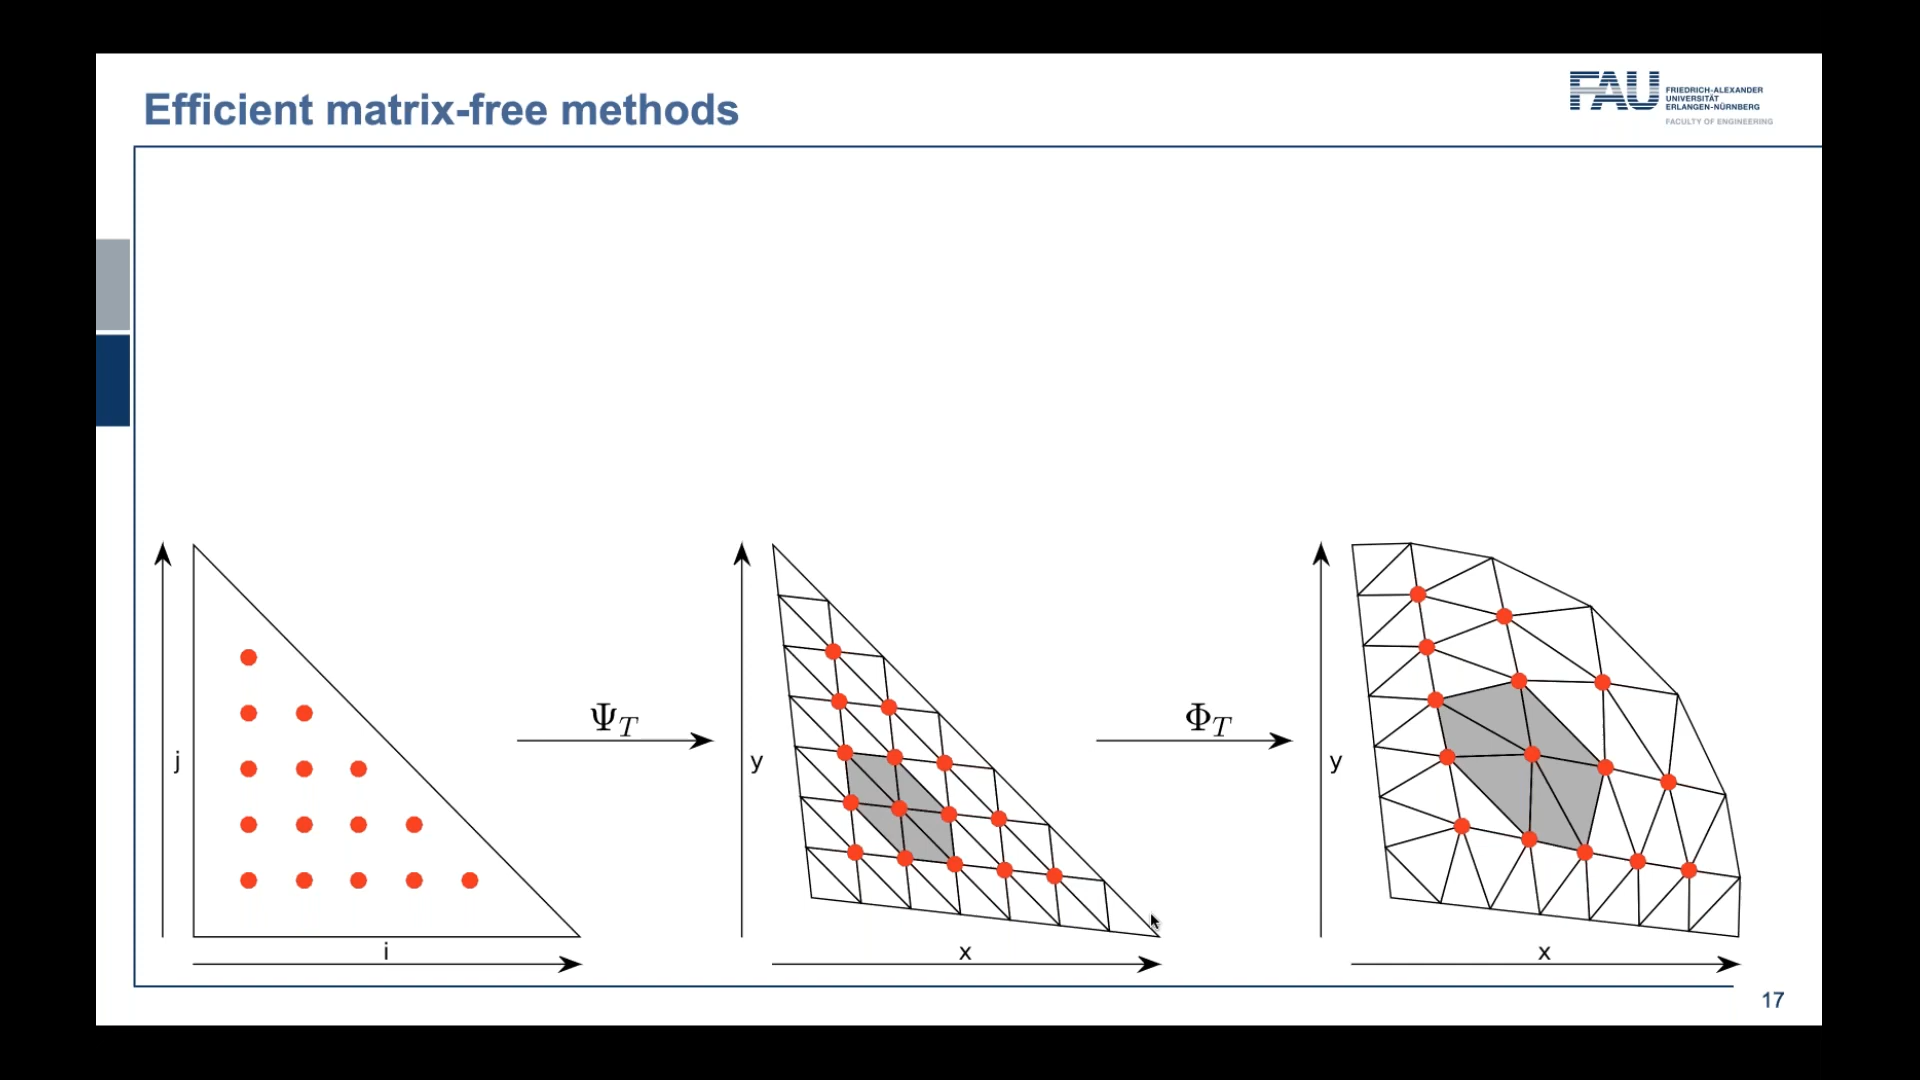 Efficient matrix-free methods
FAU
FRIEDRICH-ALEXANDER
UNIVERSITÄT
ERLANGEN-NÜRNBERG
FACULTY OF ENGINEERING
j
i
Ψ_T
y
x
Φ_T
y
x
17